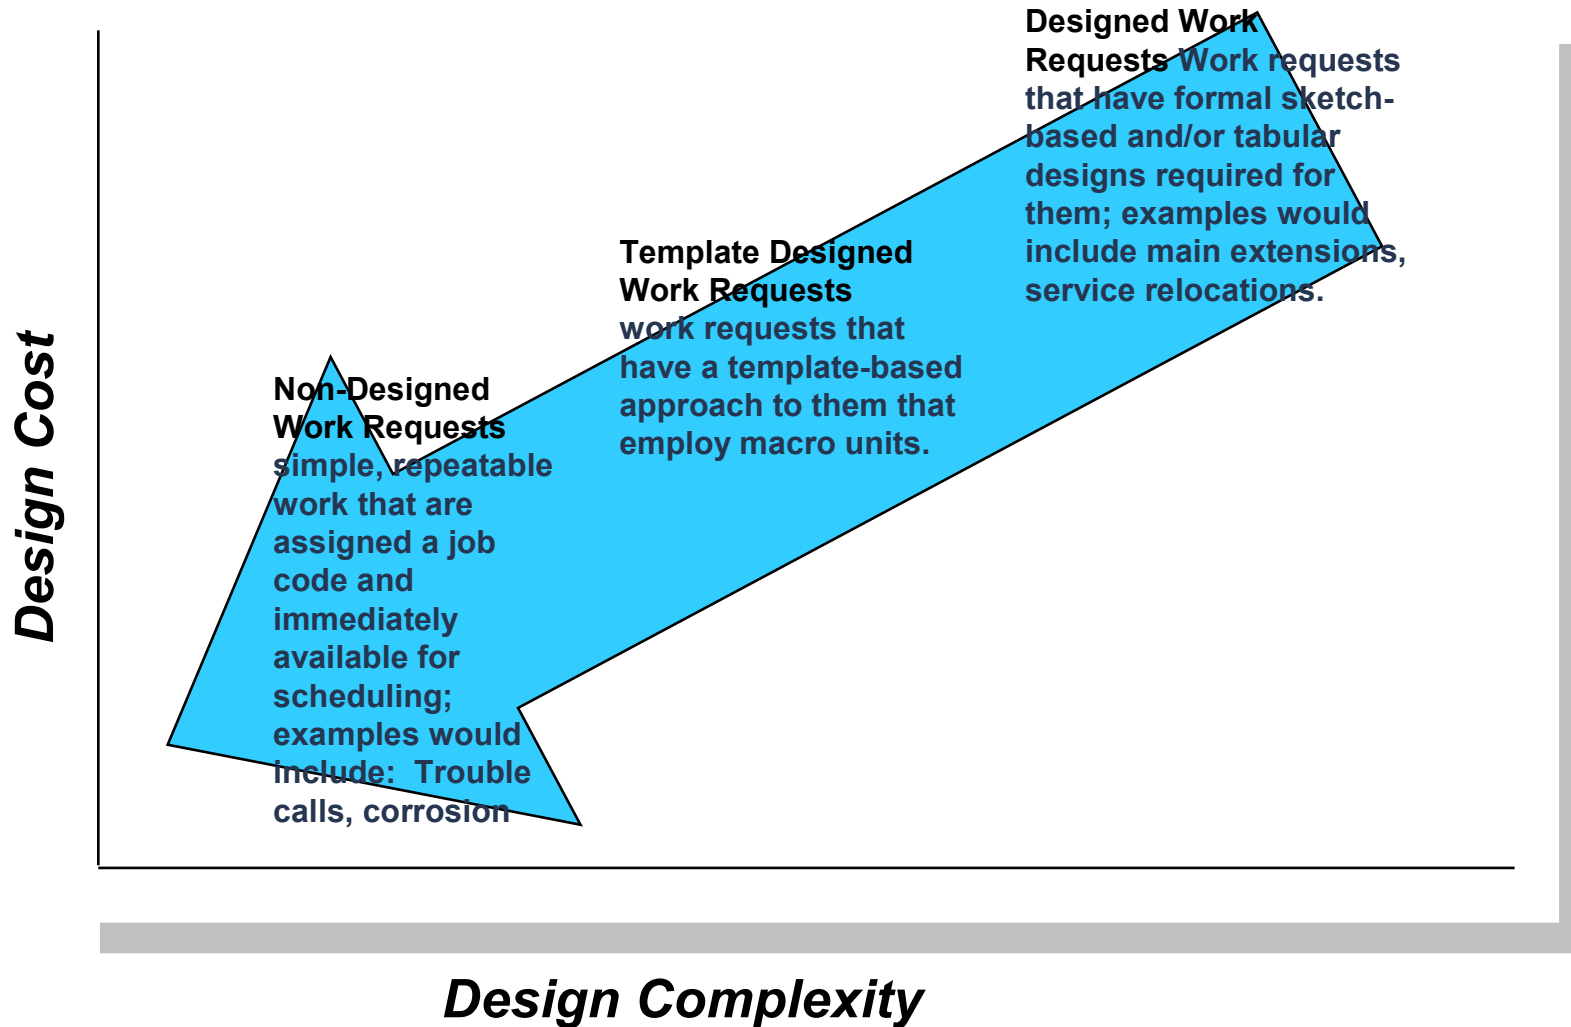 Designed Work
Requests Work requests
that have formal sketch-
based and/or tabular
designs required for
them; examples would
include main extensions,
service relocations.
Template Designed
Work Requests
work requests that
have a template-based
approach to them that
employ macro units.
Non-Designed
Work Requests
simple, repeatable
work that are
assigned a job
code and
immediately
available for
scheduling;
examples would
include:  Trouble
calls, corrosion
Design Cost
Design Complexity